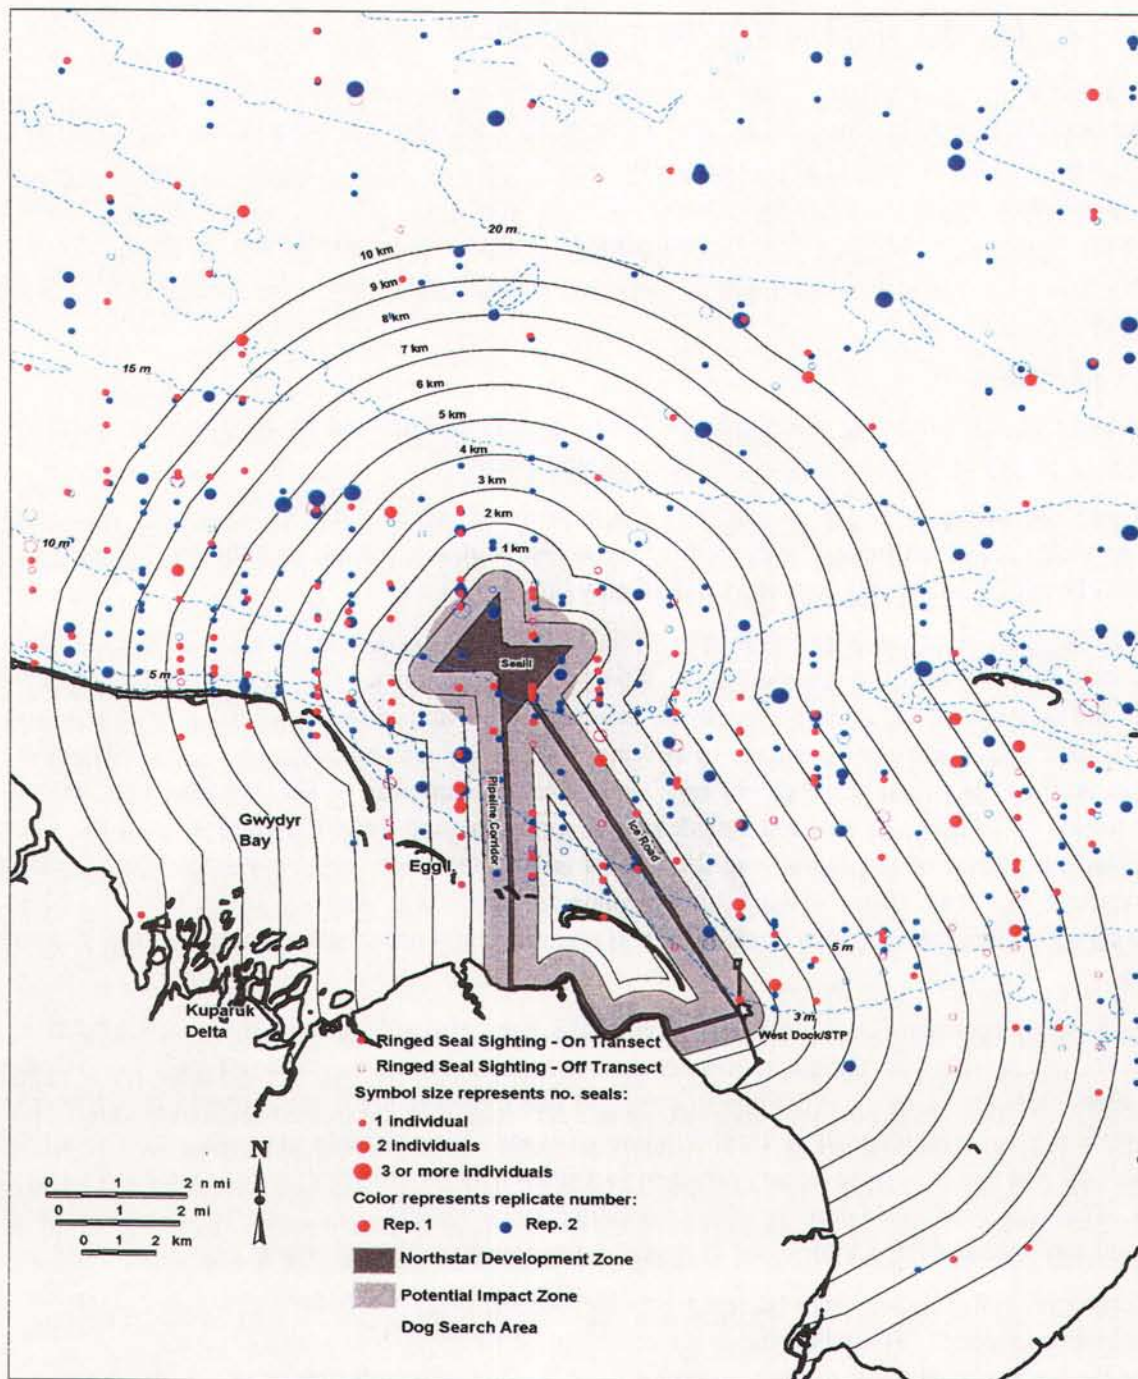 20 m
10 km
9 km
8 km
7 km
15 m
6 km
5 km
4 km
3 km
2 km
10 m
1 km
Seal I
5 m
Pipeline Corridor
Ice Road
Gwydyr
Bay
Egg I.
5 m
Kuparuk
Delta
3 m
West Dock/STP
Ringed Seal Sighting - On Transect
Ringed Seal Sighting - Off Transect
Symbol size represents no. seals:
1 individual
2 individuals
3 or more individuals
Color represents replicate number:
Rep. 1 Rep. 2
Northstar Development Zone
Potential Impact Zone
Dog Search Area
N
0 1 2 n mi
0 1 2 mi
0 1 2 km